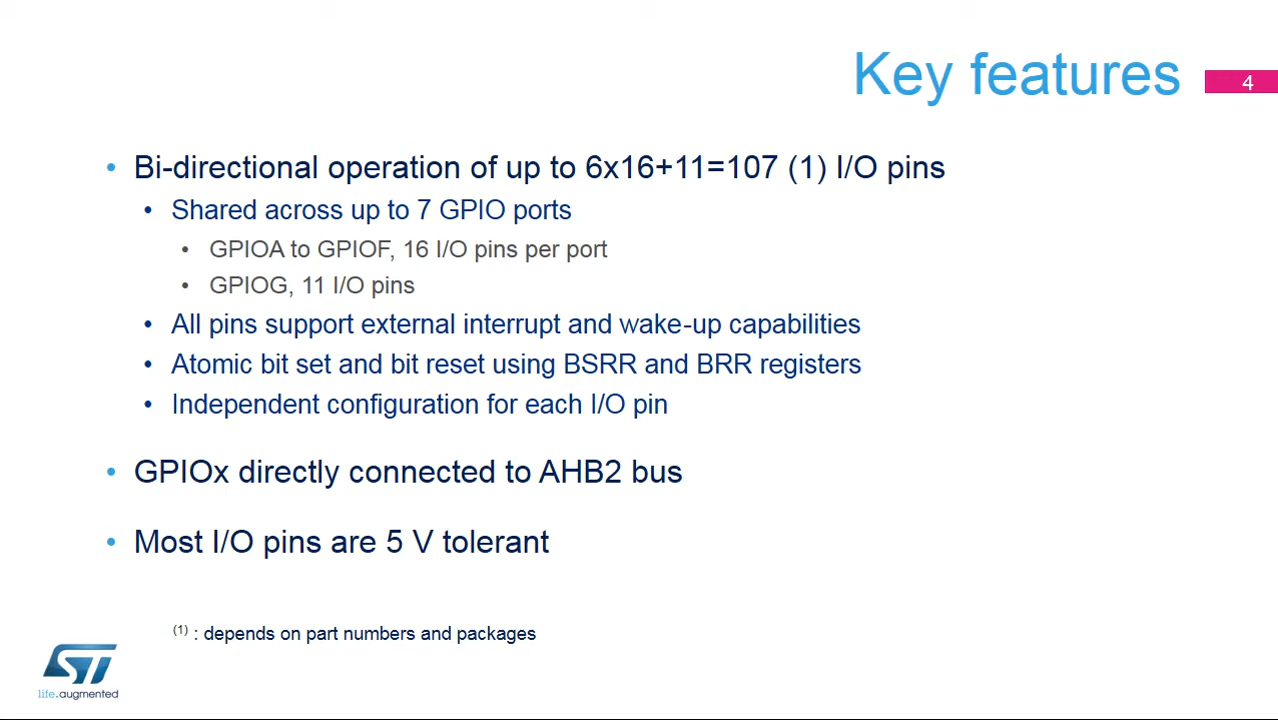 Key features
4
• Bi-directional operation of up to 6x16+11=107 (1) I/O pins
• Shared across up to 7 GPIO ports
• GPIOA to GPIOF, 16 I/O pins per port
• GPIOG, 11 I/O pins
• All pins support external interrupt and wake-up capabilities
• Atomic bit set and bit reset using BSRR and BRR registers
• Independent configuration for each I/O pin
• GPIOx directly connected to AHB2 bus
• Most I/O pins are 5 V tolerant
(1) : depends on part numbers and packages
ST
life.augmented